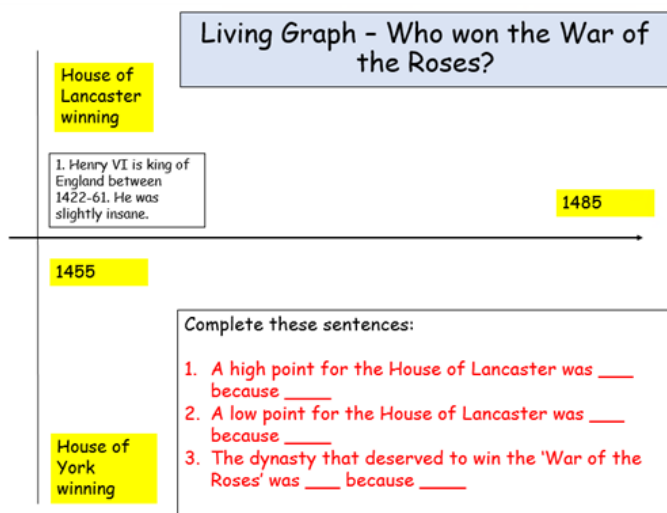 Living Graph – Who won the War of
the Roses?
House of
Lancaster
winning
1. Henry VI is king of
England between
1422-61. He was
slightly insane.
1485
1455
Complete these sentences:
1. A high point for the House of Lancaster was ___
because ____
2. A low point for the House of Lancaster was ___
because ____
3. The dynasty that deserved to win the ‘War of the
Roses’ was ___ because ____
House of
York
winning